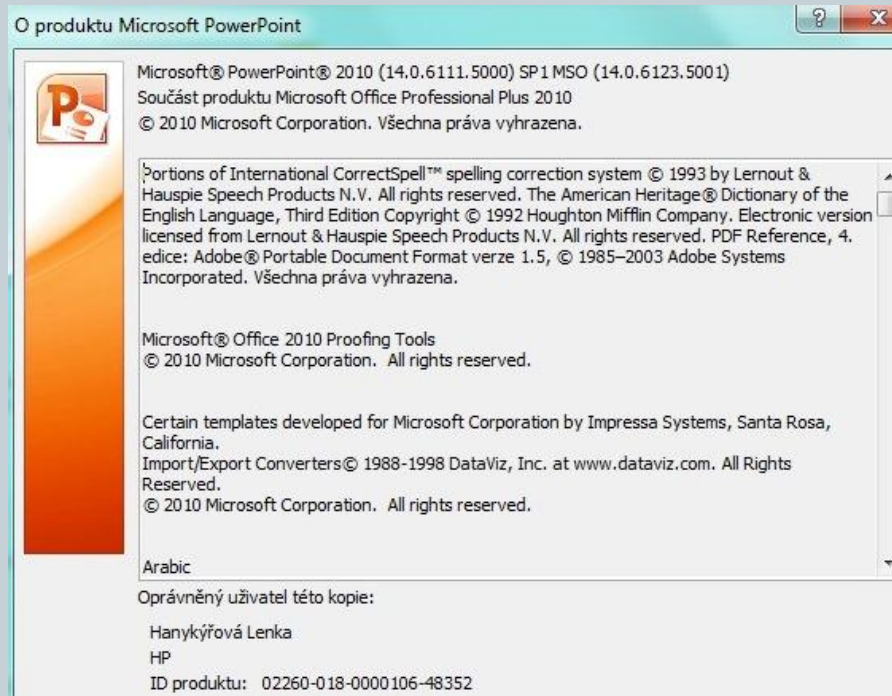 O produktu Microsoft PowerPoint
Microsoft® PowerPoint® 2010 (14.0.6111.5000) SP1 MSO (14.0.6123.5001)
Součást produktu Microsoft Office Professional Plus 2010
© 2010 Microsoft Corporation. Všechna práva vyhrazena.
Portions of International CorrectSpell™ spelling correction system © 1993 by Lernout &
Hauspie Speech Products N.V. All rights reserved. The American Heritage® Dictionary of the
English Language, Third Edition Copyright © 1992 Houghton Mifflin Company. Electronic version
licensed from Lernout & Hauspie Speech Products N.V. All rights reserved. PDF Reference, 4.
edice: Adobe® Portable Document Format verze 1.5, © 1985–2003 Adobe Systems
Incorporated. Všechna práva vyhrazena.
Microsoft® Office 2010 Proofing Tools
© 2010 Microsoft Corporation.  All rights reserved.
Certain templates developed for Microsoft Corporation by Impressa Systems, Santa Rosa,
California.
Import/Export Converters© 1988-1998 DataViz, Inc. at www.dataviz.com. All Rights
Reserved.
© 2010 Microsoft Corporation.  All rights reserved.
Arabic
Oprávněný uživatel této kopie:
Hanykýřová Lenka
HP
ID produktu:  02260-018-0000106-48352